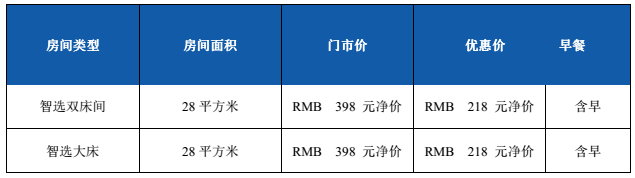 房间类型 房间面积 门市价 优惠价 早餐
智选双床间 28 平方米 RMB 398 元净价 RMB 218 元净价 含早
智选大床 28 平方米 RMB 398 元净价 RMB 218 元净价 含早